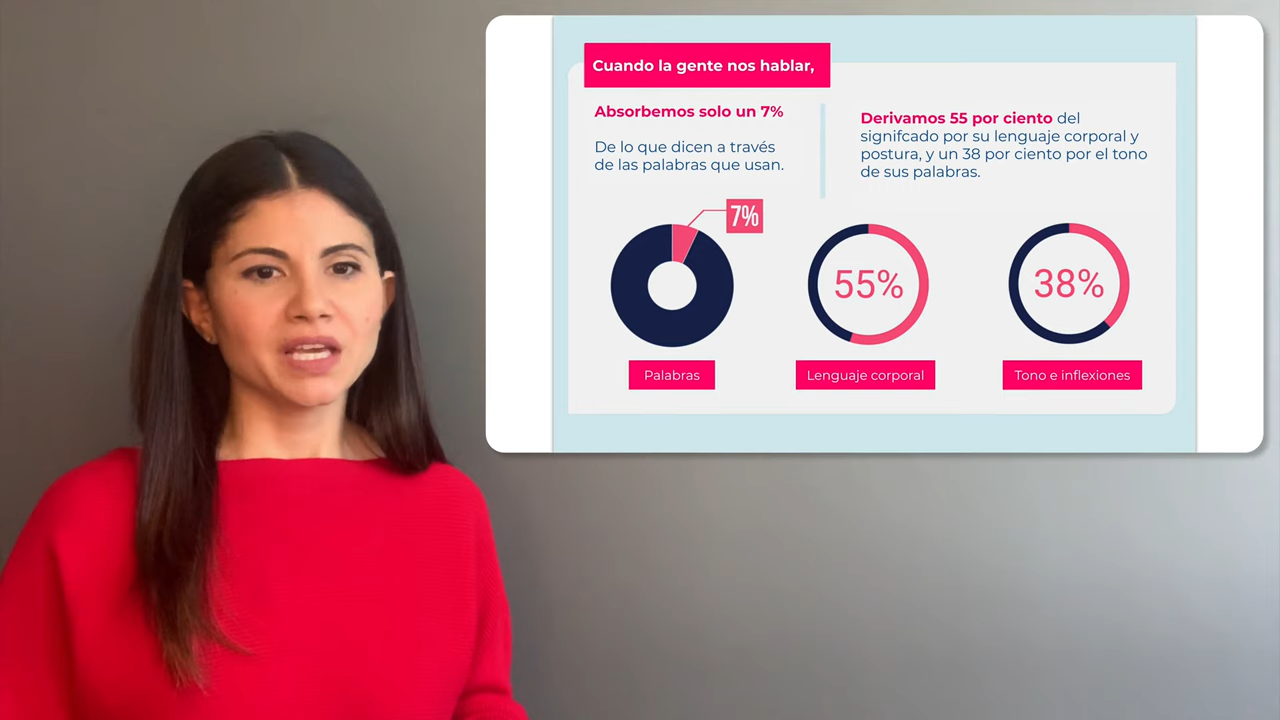 Cuando la gente nos hablar,
Absorbemos solo un 7%
De lo que dicen a través
de las palabras que usan.
Derivamos 55 por ciento del
signifcado por su lenguaje corporal y
postura, y un 38 por ciento por el tono
de sus palabras.
7%
55%
38%
Palabras
Lenguaje corporal
Tono e inflexiones